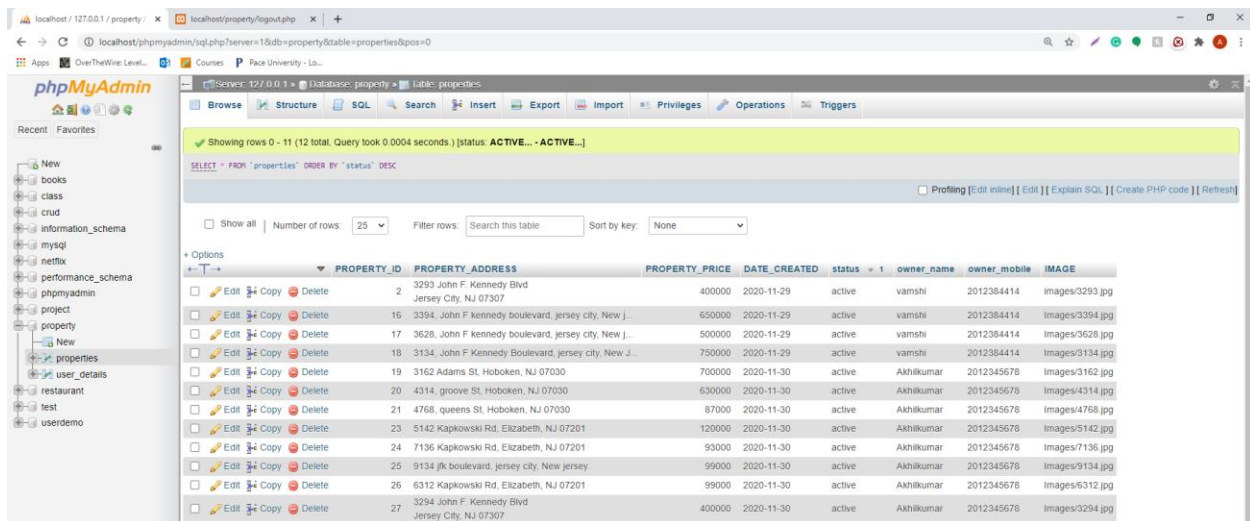 localhost / 127.0.0.1 / property /
localhost/property/logout.php
localhost/phpmyadmin/sql.php?server=1&db=property&table=properties&pos=0
Apps OverTheWire: Level... Courses Pace University - Lo...
phpMyAdmin
Recent Favorites
New
books
class
crud
information_schema
mysql
netflix
performance_schema
phpmyadmin
project
property
New
properties
user_details
restaurant
test
userdemo
Server: 127.0.0.1 » Database: property » Table: properties
Browse Structure SQL Search Insert Export Import Privileges Operations Triggers
Showing rows 0 - 11 (12 total, Query took 0.0004 seconds.) [status: ACTIVE... - ACTIVE...]
SELECT * FROM `properties` ORDER BY `status` DESC
Profiling [Edit inline] [ Edit ] [ Explain SQL ] [ Create PHP code ] [ Refresh]
Show all | Number of rows: 25 Filter rows: Search this table Sort by key: None
+ Options
PROPERTY_ID PROPERTY_ADDRESS PROPERTY_PRICE DATE_CREATED status 1 owner_name owner_mobile IMAGE
Edit Copy Delete 2 3293 John F. Kennedy Blvd
Jersey City, NJ 07307 400000 2020-11-29 active vamshi 2012384414 images/3293.jpg
Edit Copy Delete 16 3394, John F kennedy boulevard, jersey city, New j... 650000 2020-11-29 active vamshi 2012384414 Images/3394.jpg
Edit Copy Delete 17 3628, John F Kennedy boulevard, jersey city, New j... 500000 2020-11-29 active vamshi 2012384414 Images/3628.jpg
Edit Copy Delete 18 3134, John F Kennedy Boulevard, jersey city, New J... 750000 2020-11-29 active vamshi 2012384414 Images/3134.jpg
Edit Copy Delete 19 3162 Adams St, Hoboken, NJ 07030 700000 2020-11-30 active Akhilkumar 2012345678 Images/3162.jpg
Edit Copy Delete 20 4314, groove St, Hoboken, NJ 07030 630000 2020-11-30 active Akhilkumar 2012345678 Images/4314.jpg
Edit Copy Delete 21 4768, queens St, Hoboken, NJ 07030 87000 2020-11-30 active Akhilkumar 2012345678 Images/4768.jpg
Edit Copy Delete 23 5142 Kapkowski Rd, Elizabeth, NJ 07201 120000 2020-11-30 active Akhilkumar 2012345678 Images/5142.jpg
Edit Copy Delete 24 7136 Kapkowski Rd, Elizabeth, NJ 07201 93000 2020-11-30 active Akhilkumar 2012345678 Images/7136.jpg
Edit Copy Delete 25 9134 jfk boulevard, jersey city, New jersey. 99000 2020-11-30 active Akhilkumar 2012345678 Images/9134.jpg
Edit Copy Delete 26 6312 Kapkowski Rd, Elizabeth, NJ 07201 99000 2020-11-30 active Akhilkumar 2012345678 Images/6312.jpg
Edit Copy Delete 27 3294 John F. Kennedy Blvd
Jersey City, NJ 07307 400000 2020-11-30 active Akhilkumar 2012345678 Images/3294.jpg